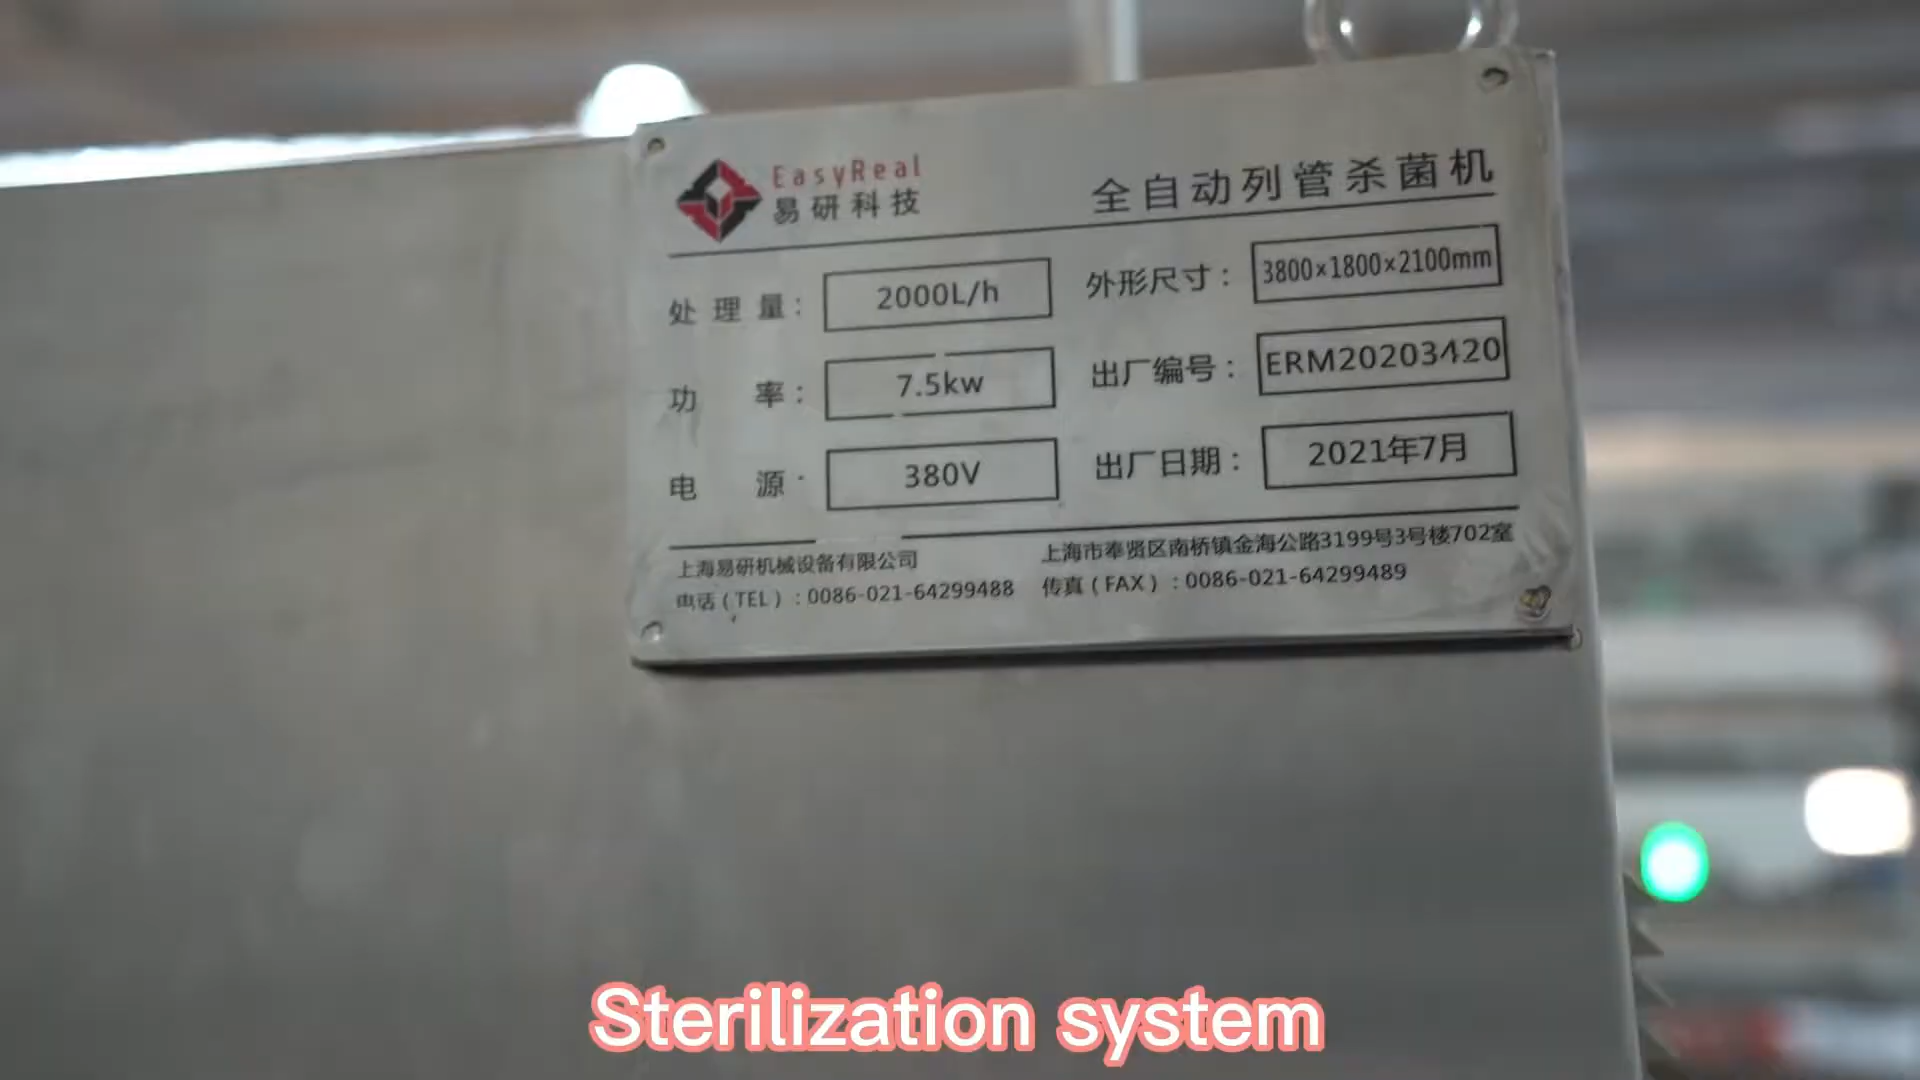 EasyReal
易研科技
全自动列管杀菌机
处理量: 2000L/h 外形尺寸: 3800×1800×2100mm
功率: 7.5kw 出厂编号: ERM20203420
电源: 380V 出厂日期: 2021年7月
上海易研机械设备有限公司 上海市奉贤区南桥镇金海公路3199号3号楼702室
电话(TEL):0086-021-64299488 传真(FAX):0086-021-64299489
Sterilization system